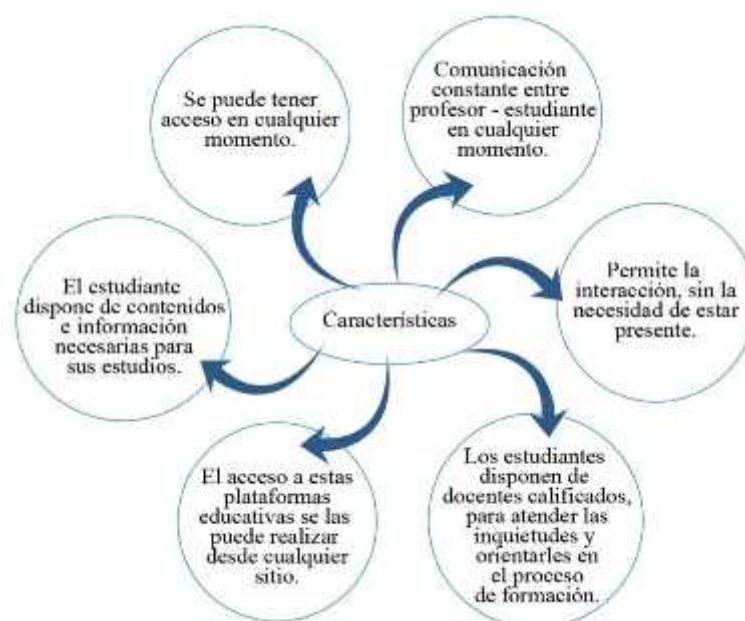 Se puede tener
acceso en cualquier
momento.
Comunicación
constante entre
profesor - estudiante
en cualquier
momento.
El estudiante
dispone de contenidos
e información
necesarias para
sus estudios.
Características
Permite la
interacción, sin la
necesidad de estar
presente.
El acceso a estas
plataformas
educativas se las
puede realizar
desde cualquier
sitio.
Los estudiantes
disponen de
docentes calificados,
para atender las
inquietudes y
orientarles en
el proceso
de formación.